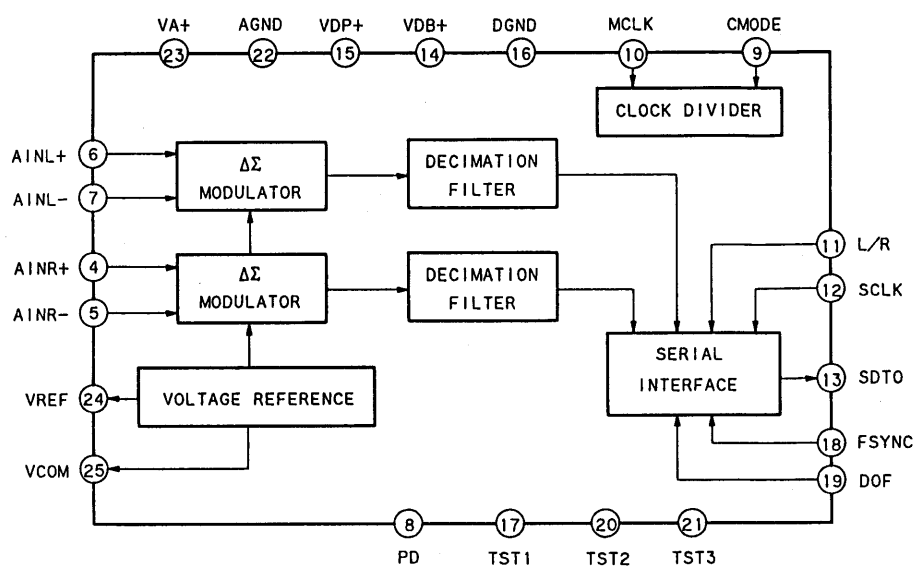 VA+ AGND VDP+ VDB+ DGND MCLK CMODE
23 22 15 14 16 10 9
CLOCK DIVIDER
AINL+ 6
AINL- 7
ΔΣ
MODULATOR
DECIMATION
FILTER
AINR+ 4
AINR- 5
ΔΣ
MODULATOR
DECIMATION
FILTER
11 L/R
12 SCLK
SERIAL
INTERFACE
13 SDTO
VREF 24
VOLTAGE REFERENCE
VCOM 25
18 FSYNC
19 DOF
8 17 20 21
PD TST1 TST2 TST3